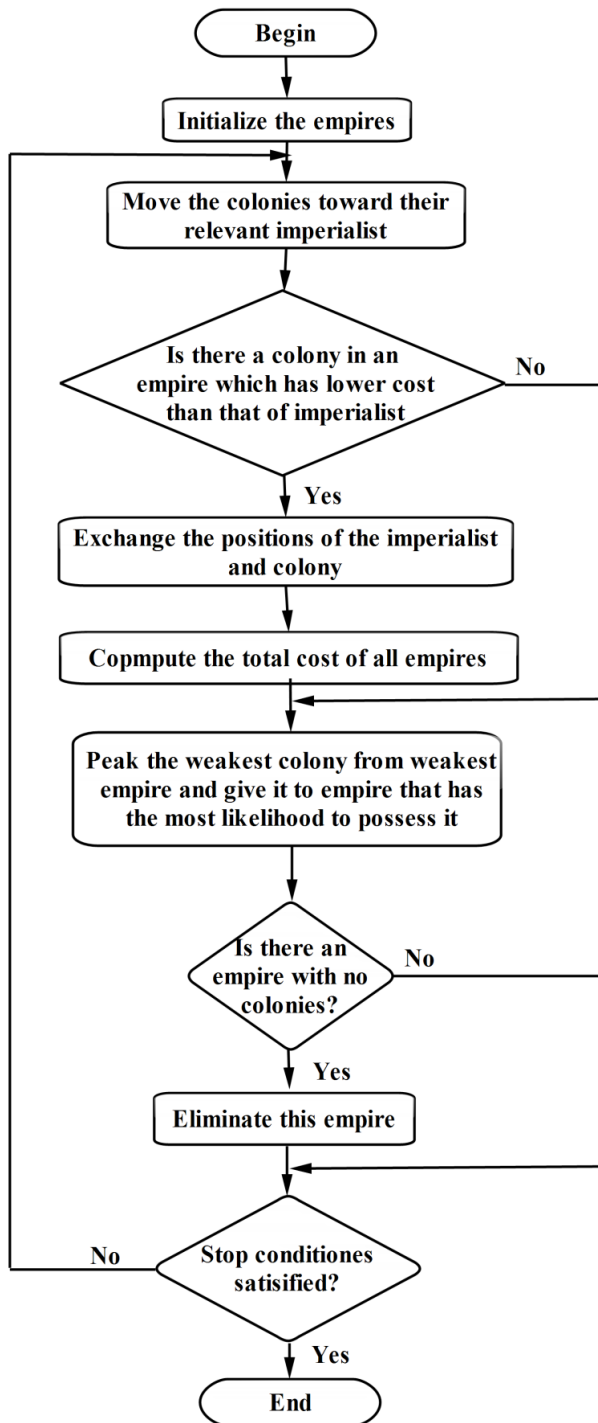 Begin
Initialize the empires
Move the colonies toward their
relevant imperialist
Is there a colony in an
empire which has lower cost
than that of imperialist
No
Yes
Exchange the positions of the imperialist
and colony
Copmpute the total cost of all empires
Peak the weakest colony from weakest
empire and give it to empire that has
the most likelihood to possess it
Is there an
empire with no
colonies?
No
Yes
Eliminate this empire
Stop conditiones
satisified?
No
Yes
End